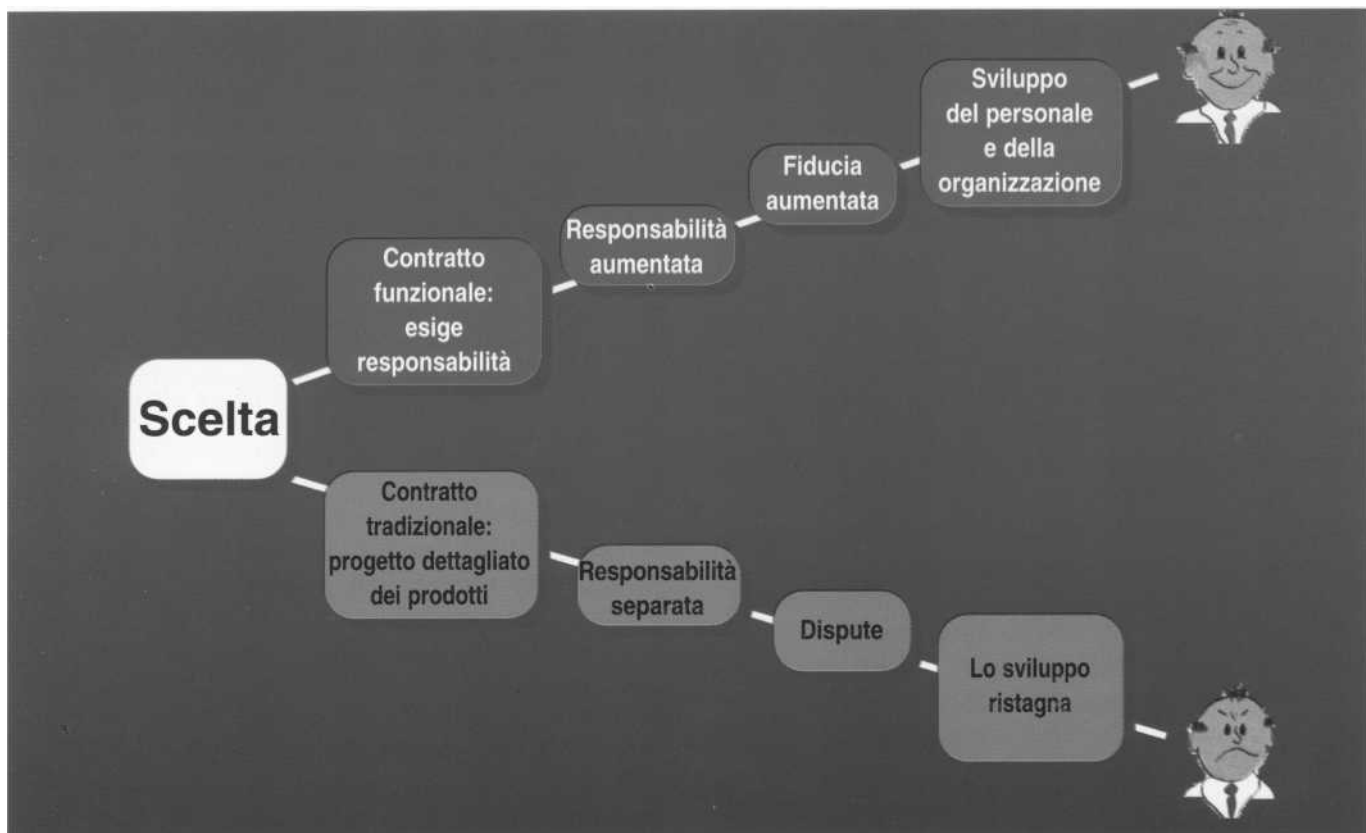 Sviluppo
del personale
e della
organizzazione
Fiducia
aumentata
Responsabilità
aumentata
Contratto
funzionale:
esige
responsabilità
Scelta
Contratto
tradizionale:
progetto dettagliato
dei prodotti
Responsabilità
separata
Dispute
Lo sviluppo
ristagna